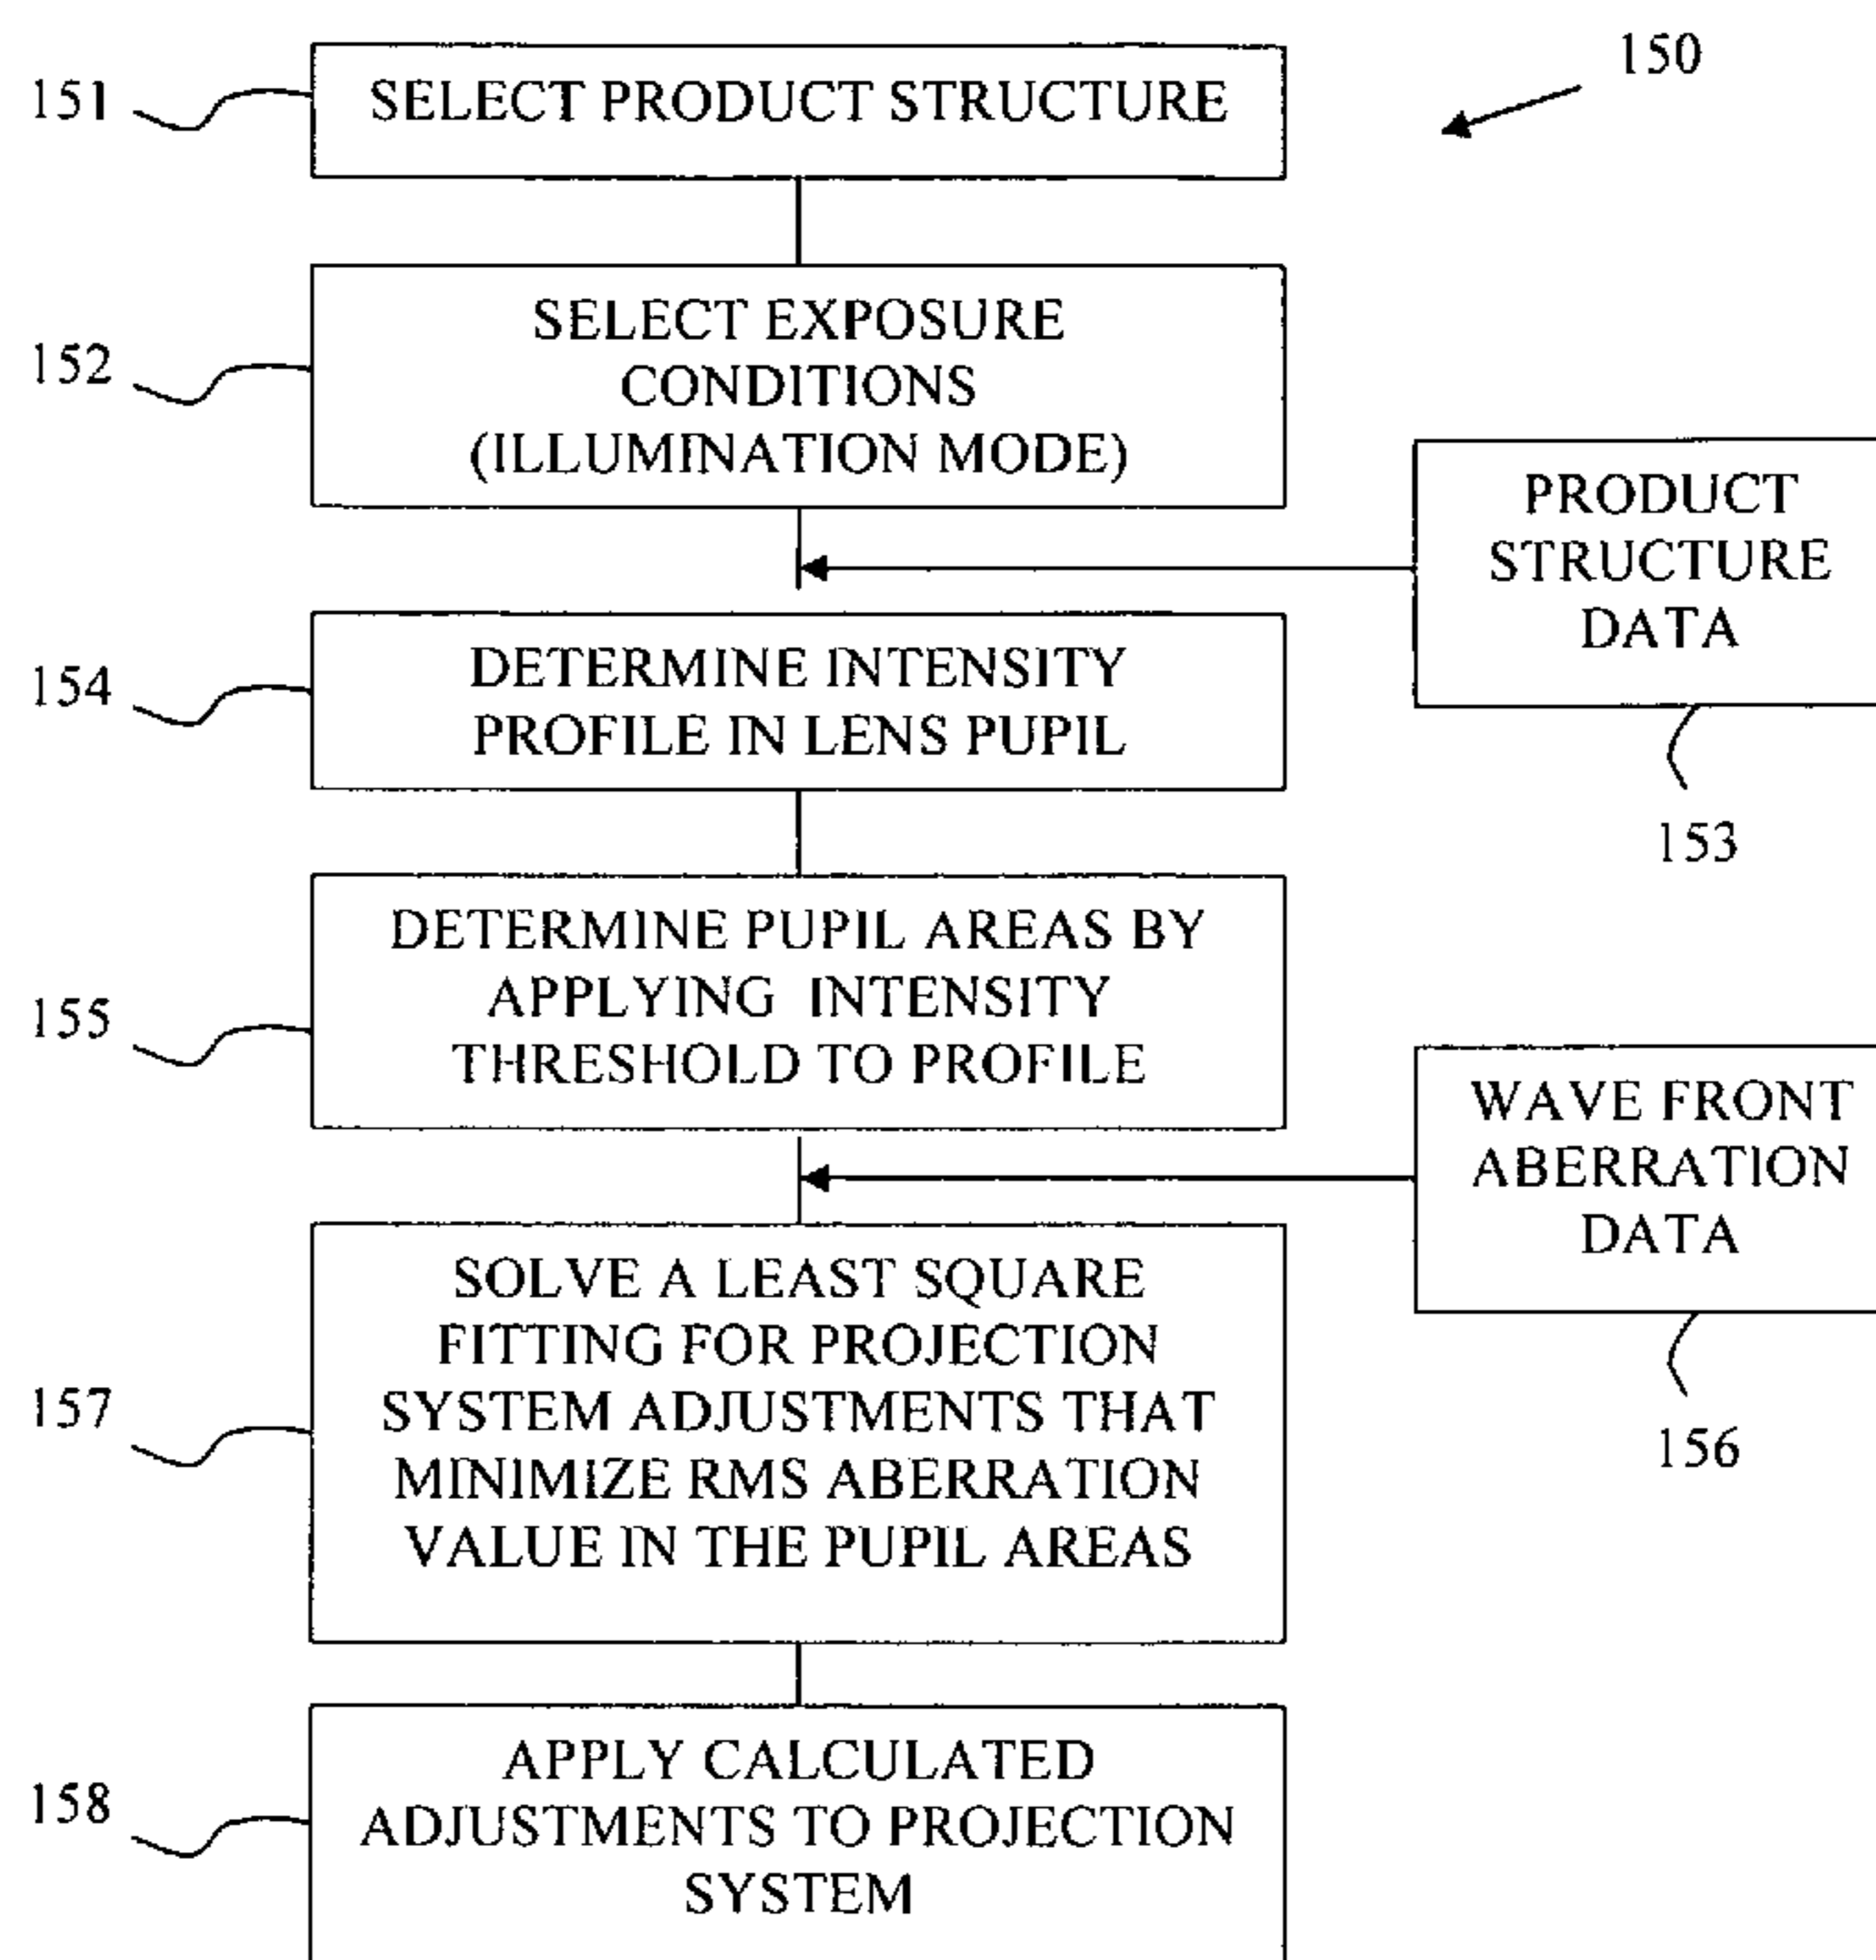 150
151
SELECT PRODUCT STRUCTURE
152
SELECT EXPOSURE
CONDITIONS
(ILLUMINATION MODE)
PRODUCT
STRUCTURE
DATA
153
154
DETERMINE INTENSITY
PROFILE IN LENS PUPIL
155
DETERMINE PUPIL AREAS BY
APPLYING INTENSITY
THRESHOLD TO PROFILE
WAVE FRONT
ABERRATION
DATA
156
157
SOLVE A LEAST SQUARE
FITTING FOR PROJECTION
SYSTEM ADJUSTMENTS THAT
MINIMIZE RMS ABERRATION
VALUE IN THE PUPIL AREAS
158
APPLY CALCULATED
ADJUSTMENTS TO PROJECTION
SYSTEM